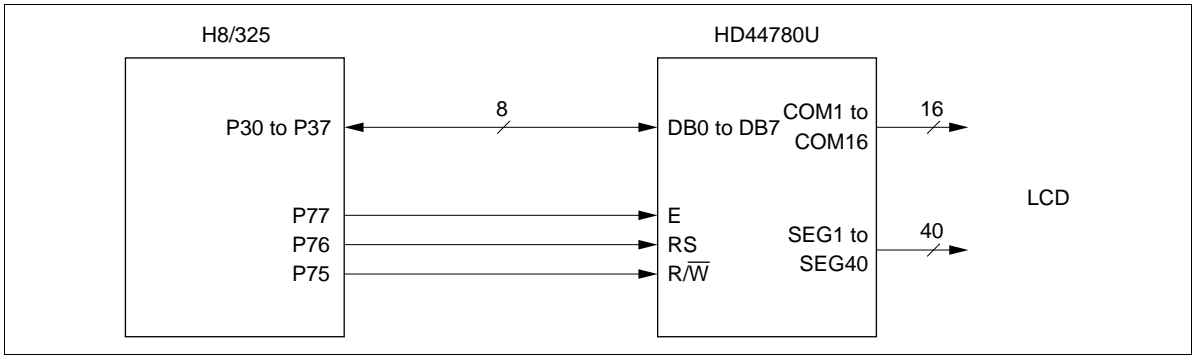 H8/325
HD44780U
P30 to P37
8
DB0 to DB7
COM1 to
COM16
16
P77
E
P76
RS
P75
R/W̅
SEG1 to
SEG40
40
LCD